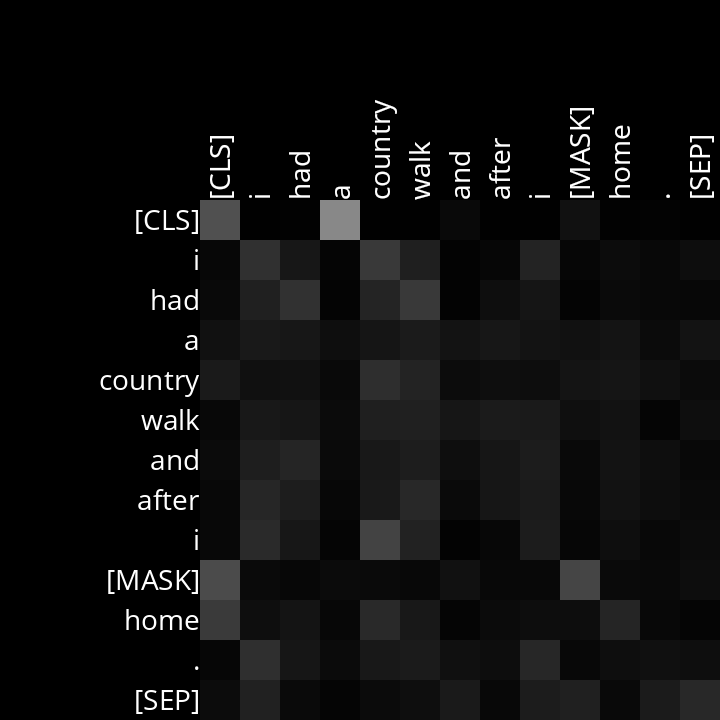 [CLS] i had a country walk and after i [MASK] home . [SEP]
[CLS]
i
had
a
country
walk
and
after
i
[MASK]
home
.
[SEP]